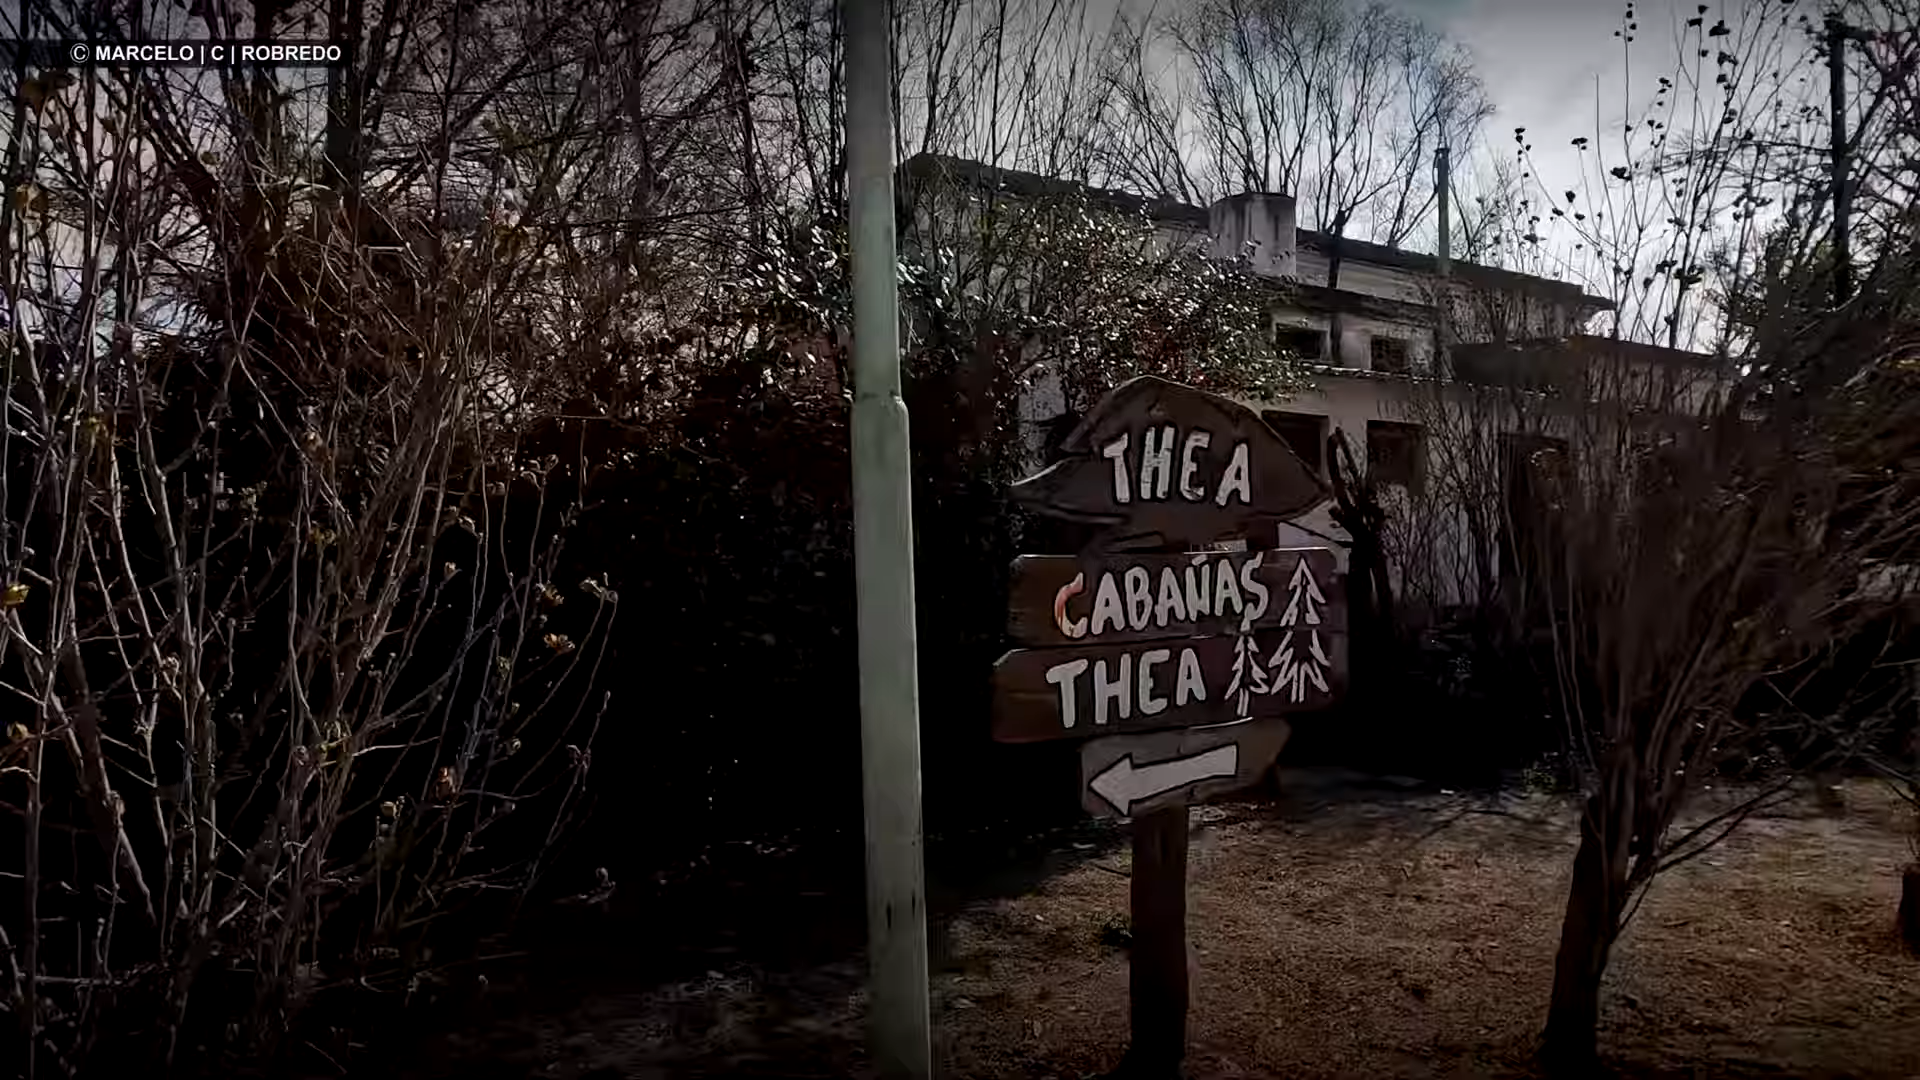 © MARCELO | C | ROBREDO
THEA
CABAÑAS
THEA